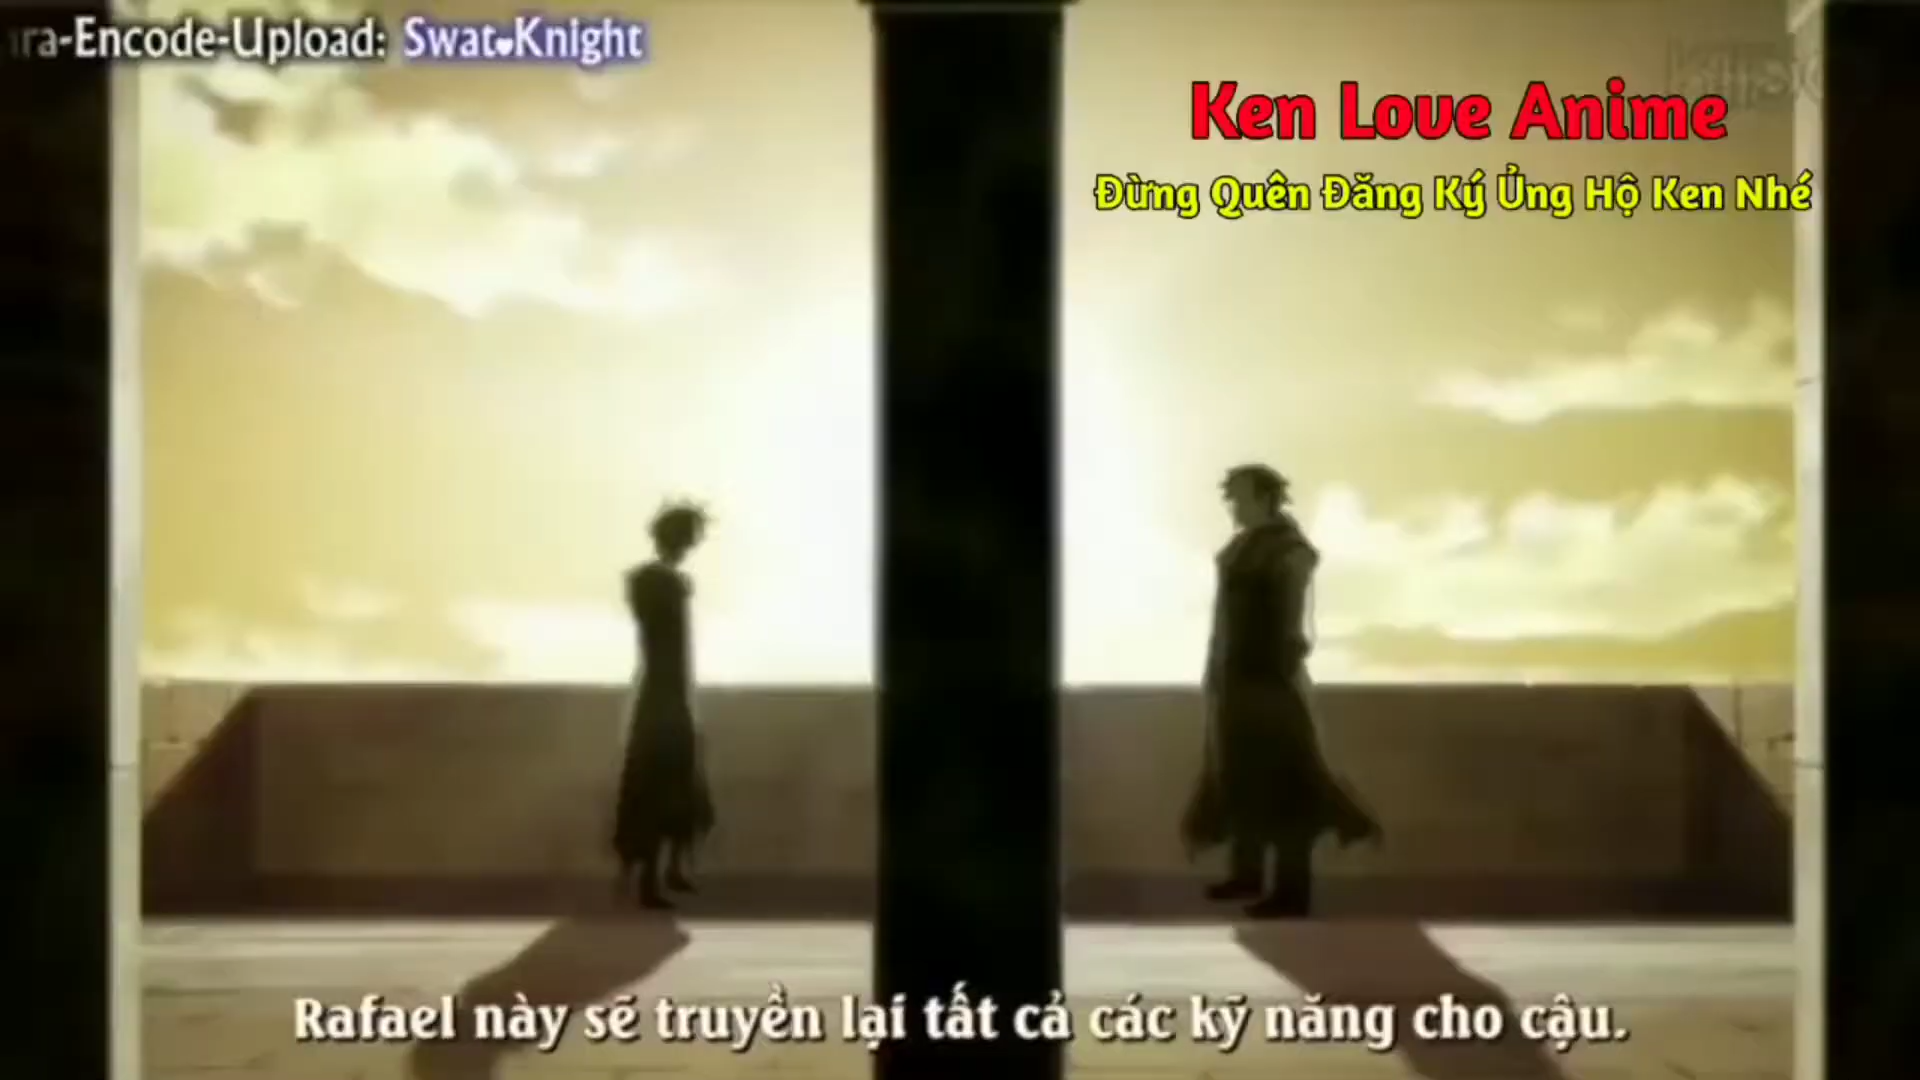 Encode-Upload: Swat♥Knight
Ken Love Anime
Đừng Quên Đăng Ký Ủng Hộ Ken Nhé
Rafael này sẽ truyền lại tất cả các kỹ năng cho cậu.